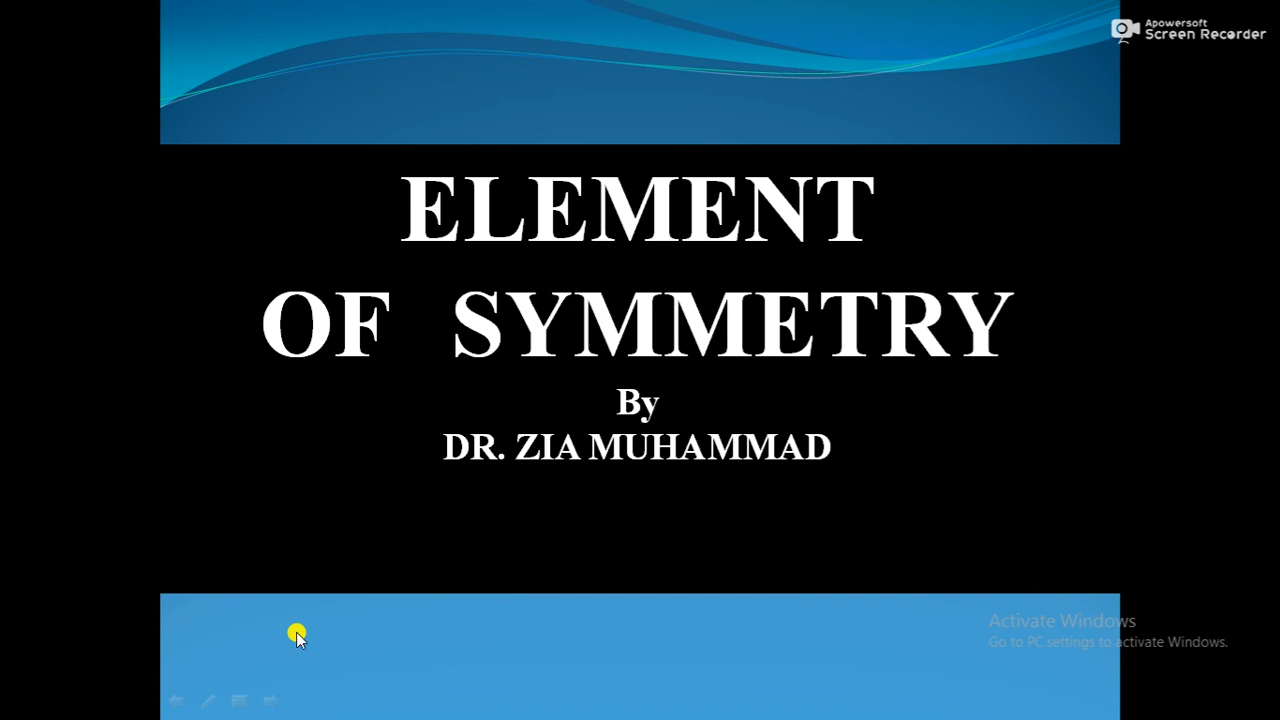 Apowersoft
Screen Recorder
ELEMENT
OF SYMMETRY
By
DR. ZIA MUHAMMAD
Activate Windows
Go to PC settings to activate Windows.